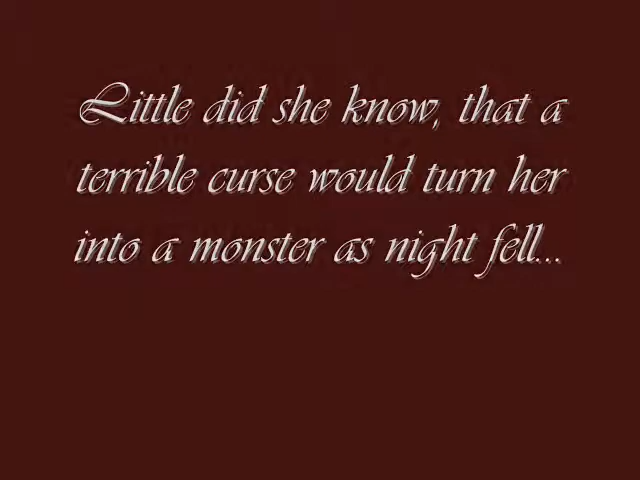 Little did she know, that a
terrible curse would turn her
into a monster as night fell...